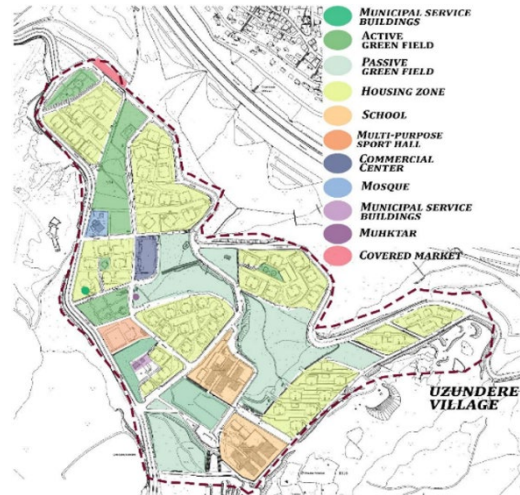 MUNICIPAL SERVICE
BUILDINGS
ACTIVE
GREEN FIELD
PASSIVE
GREEN FIELD
HOUSING ZONE
SCHOOL
MULTI-PURPOSE
SPORT HALL
COMMERCIAL
CENTER
MOSQUE
MUNICIPAL SERVICE
BUILDINGS
MUHKTAR
COVERED MARKET
UZUNDERE
VILLAGE